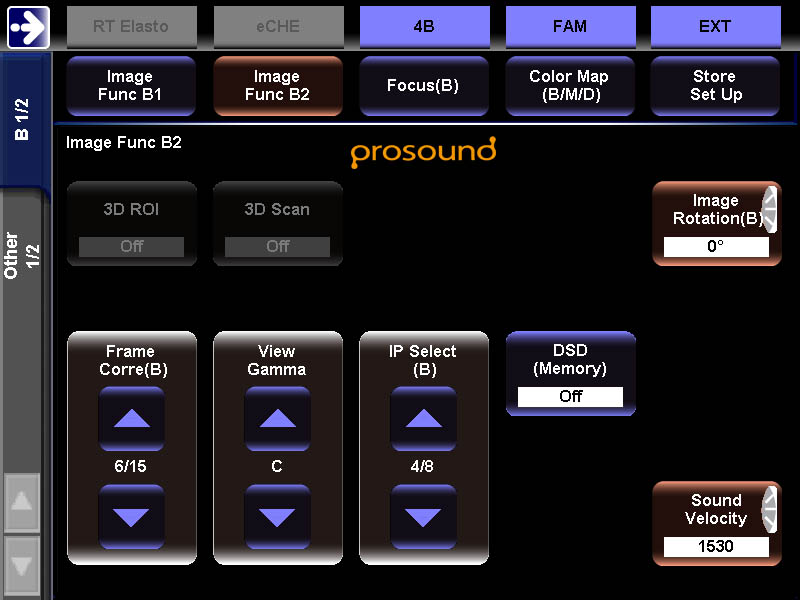 RT Elasto
eCHE
4B
FAM
EXT
Image
Func B1
Image
Func B2
Focus(B)
Color Map
(B/M/D)
Store
Set Up
B 1/2
Other
1/2
Image Func B2
prosound
3D ROI
Off
3D Scan
Off
Image
Rotation(B)
0°
Frame
Corre(B)
6/15
View
Gamma
C
IP Select
(B)
4/8
DSD
(Memory)
Off
Sound
Velocity
1530